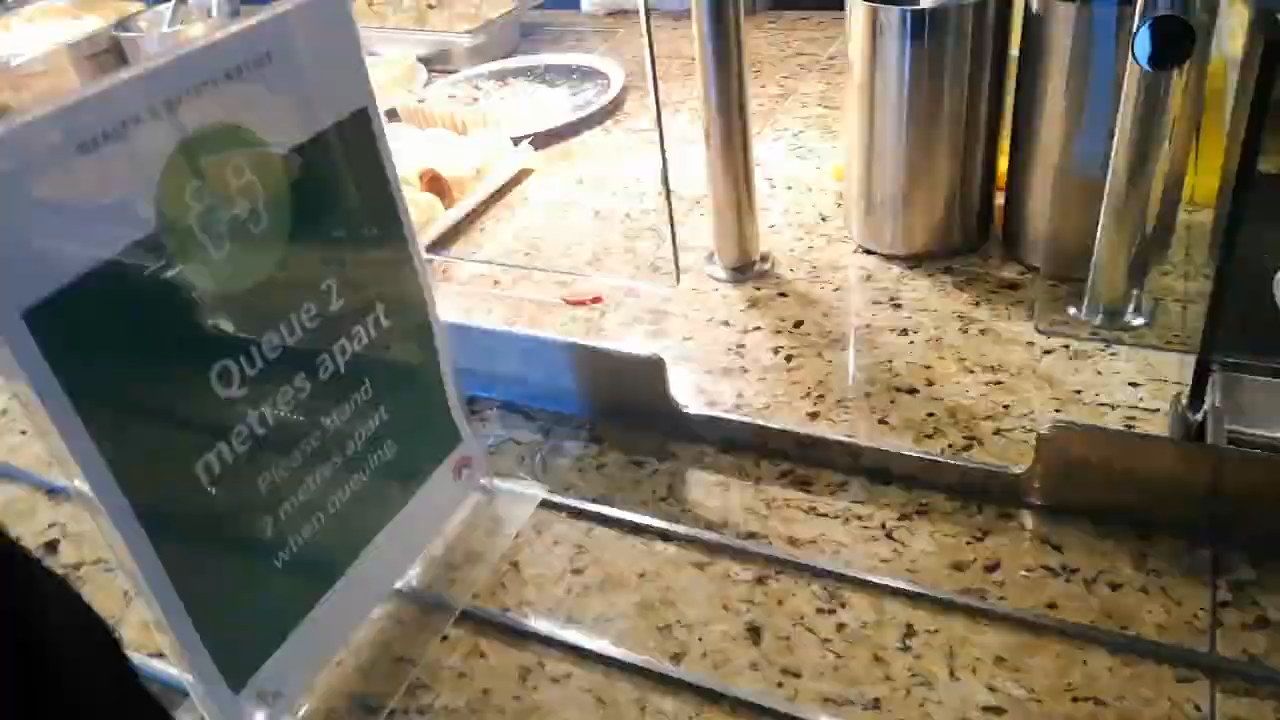 Queue 2
metres apart
Please stand
2 metres apart
when queuing